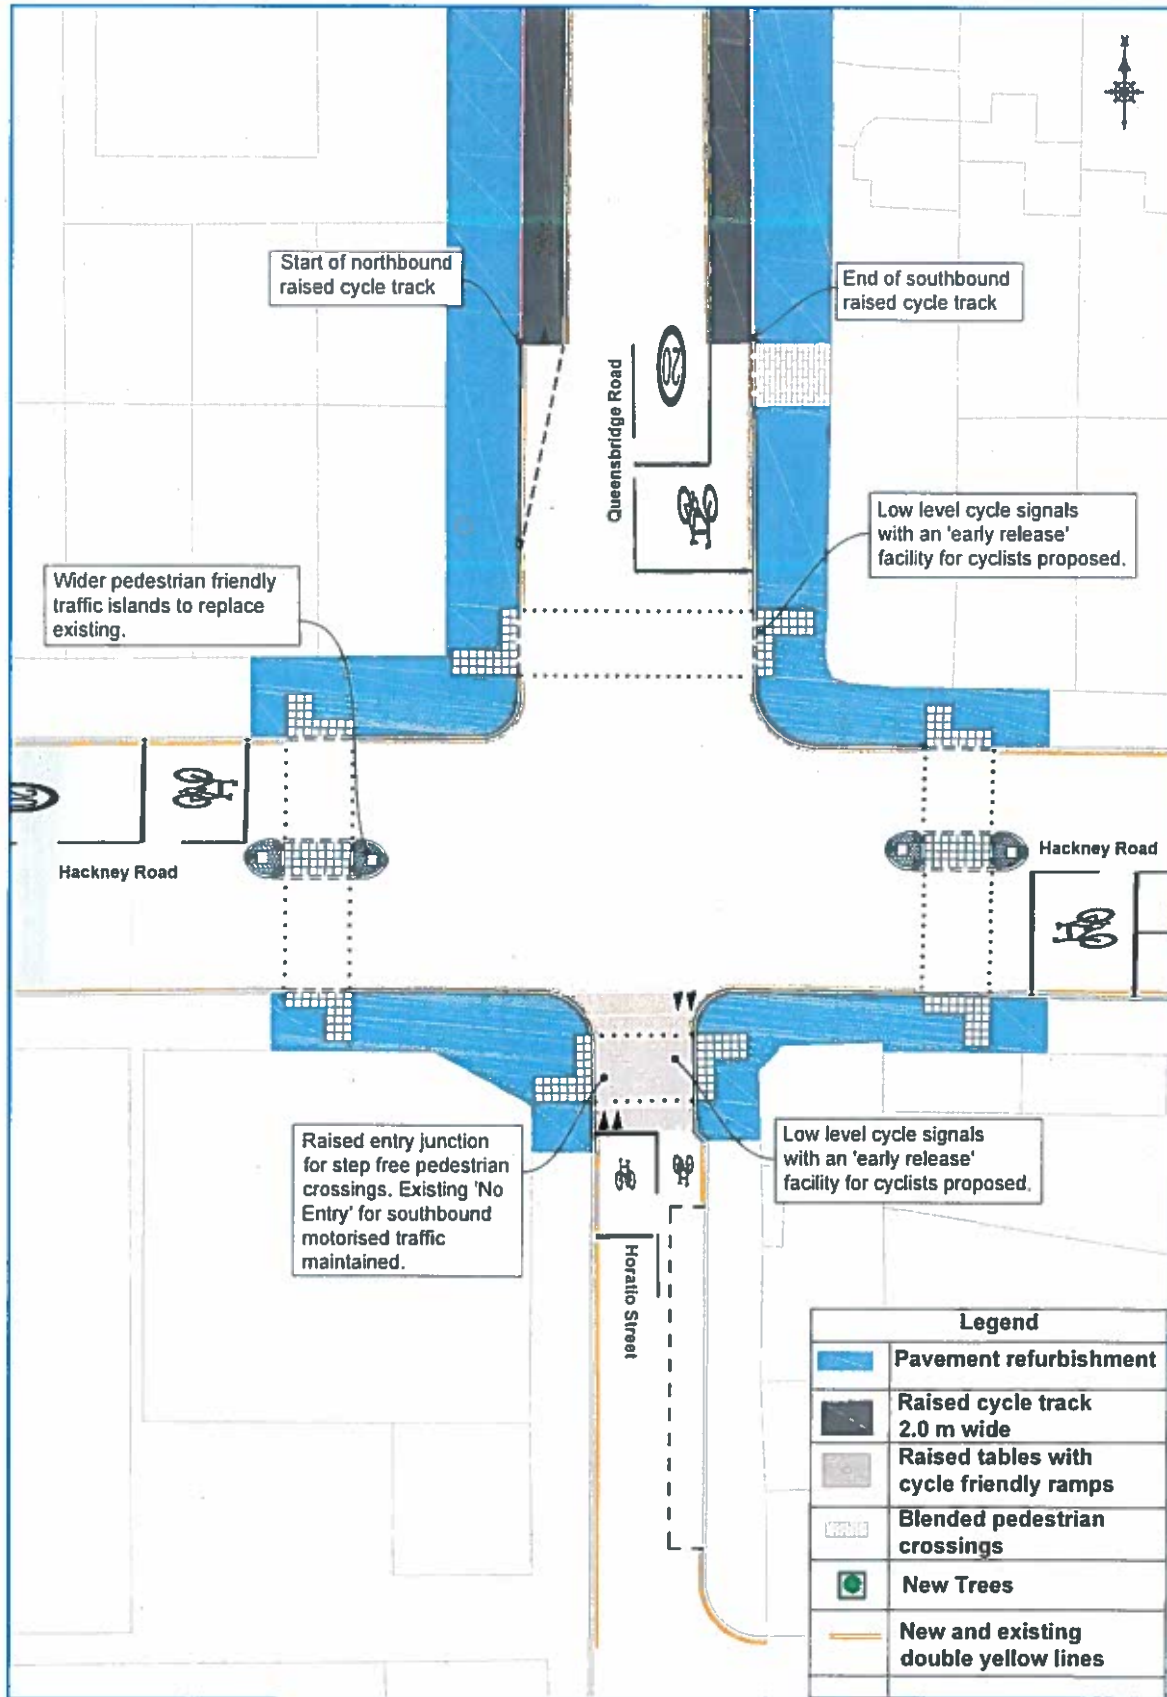 Start of northbound
raised cycle track
End of southbound
raised cycle track
20
Queensbridge Road
Low level cycle signals
with an 'early release'
facility for cyclists proposed.
Wider pedestrian friendly
traffic islands to replace
existing.
Hackney Road
Hackney Road
Raised entry junction
for step free pedestrian
crossings. Existing 'No
Entry' for southbound
motorised traffic
maintained.
Low level cycle signals
with an 'early release'
facility for cyclists proposed.
Horatio Street
Legend
Pavement refurbishment
Raised cycle track
2.0 m wide
Raised tables with
cycle friendly ramps
Blended pedestrian
crossings
New Trees
New and existing
double yellow lines